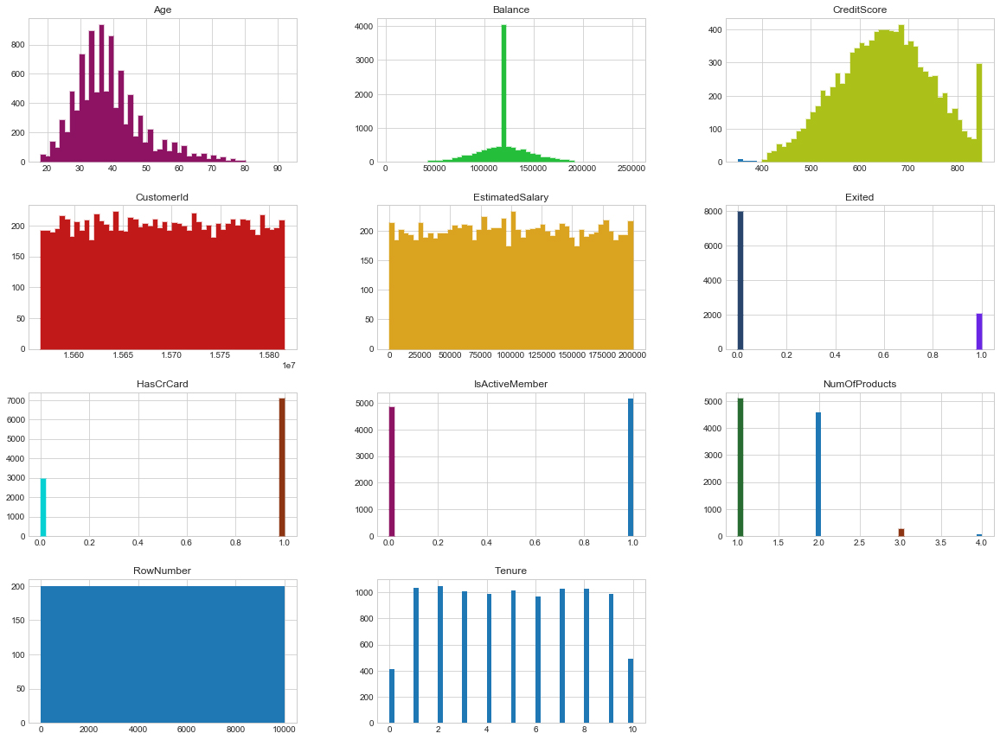 Age
800
600
400
200
0
20 30 40 50 60 70 80 90
Balance
4000
3000
2000
1000
0
0 50000 100000 150000 200000 250000
CreditScore
400
300
200
100
0
400 500 600 700 800
CustomerId
200
150
100
50
0
1.560 1.565 1.570 1.575 1.580
1e7
EstimatedSalary
200
150
100
50
0
0 25000 50000 75000 100000 125000 150000 175000 200000
Exited
8000
6000
4000
2000
0
0.0 0.2 0.4 0.6 0.8 1.0
HasCrCard
7000
6000
5000
4000
3000
2000
1000
0
0.0 0.2 0.4 0.6 0.8 1.0
IsActiveMember
5000
4000
3000
2000
1000
0
0.0 0.2 0.4 0.6 0.8 1.0
NumOfProducts
5000
4000
3000
2000
1000
0
1.0 1.5 2.0 2.5 3.0 3.5 4.0
RowNumber
200
150
100
50
0
0 2000 4000 6000 8000 10000
Tenure
1000
800
600
400
200
0
0 2 4 6 8 10